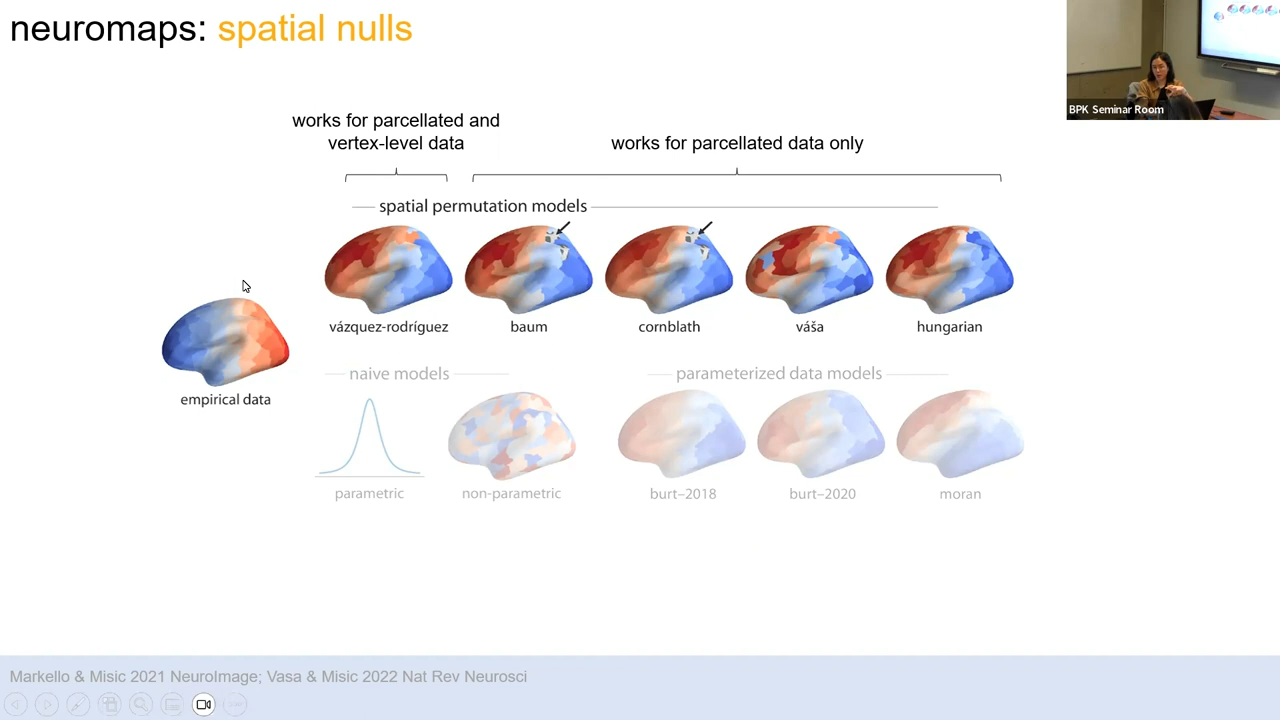 neuromaps: spatial nulls
BPK Seminar Room
works for parcellated and
vertex-level data
works for parcellated data only
spatial permutation models
vázquez-rodríguez
baum
cornblath
váša
hungarian
empirical data
naive models
parameterized data models
parametric
non-parametric
burt–2018
burt–2020
moran
Markello & Misic 2021 NeuroImage; Vasa & Misic 2022 Nat Rev Neurosci